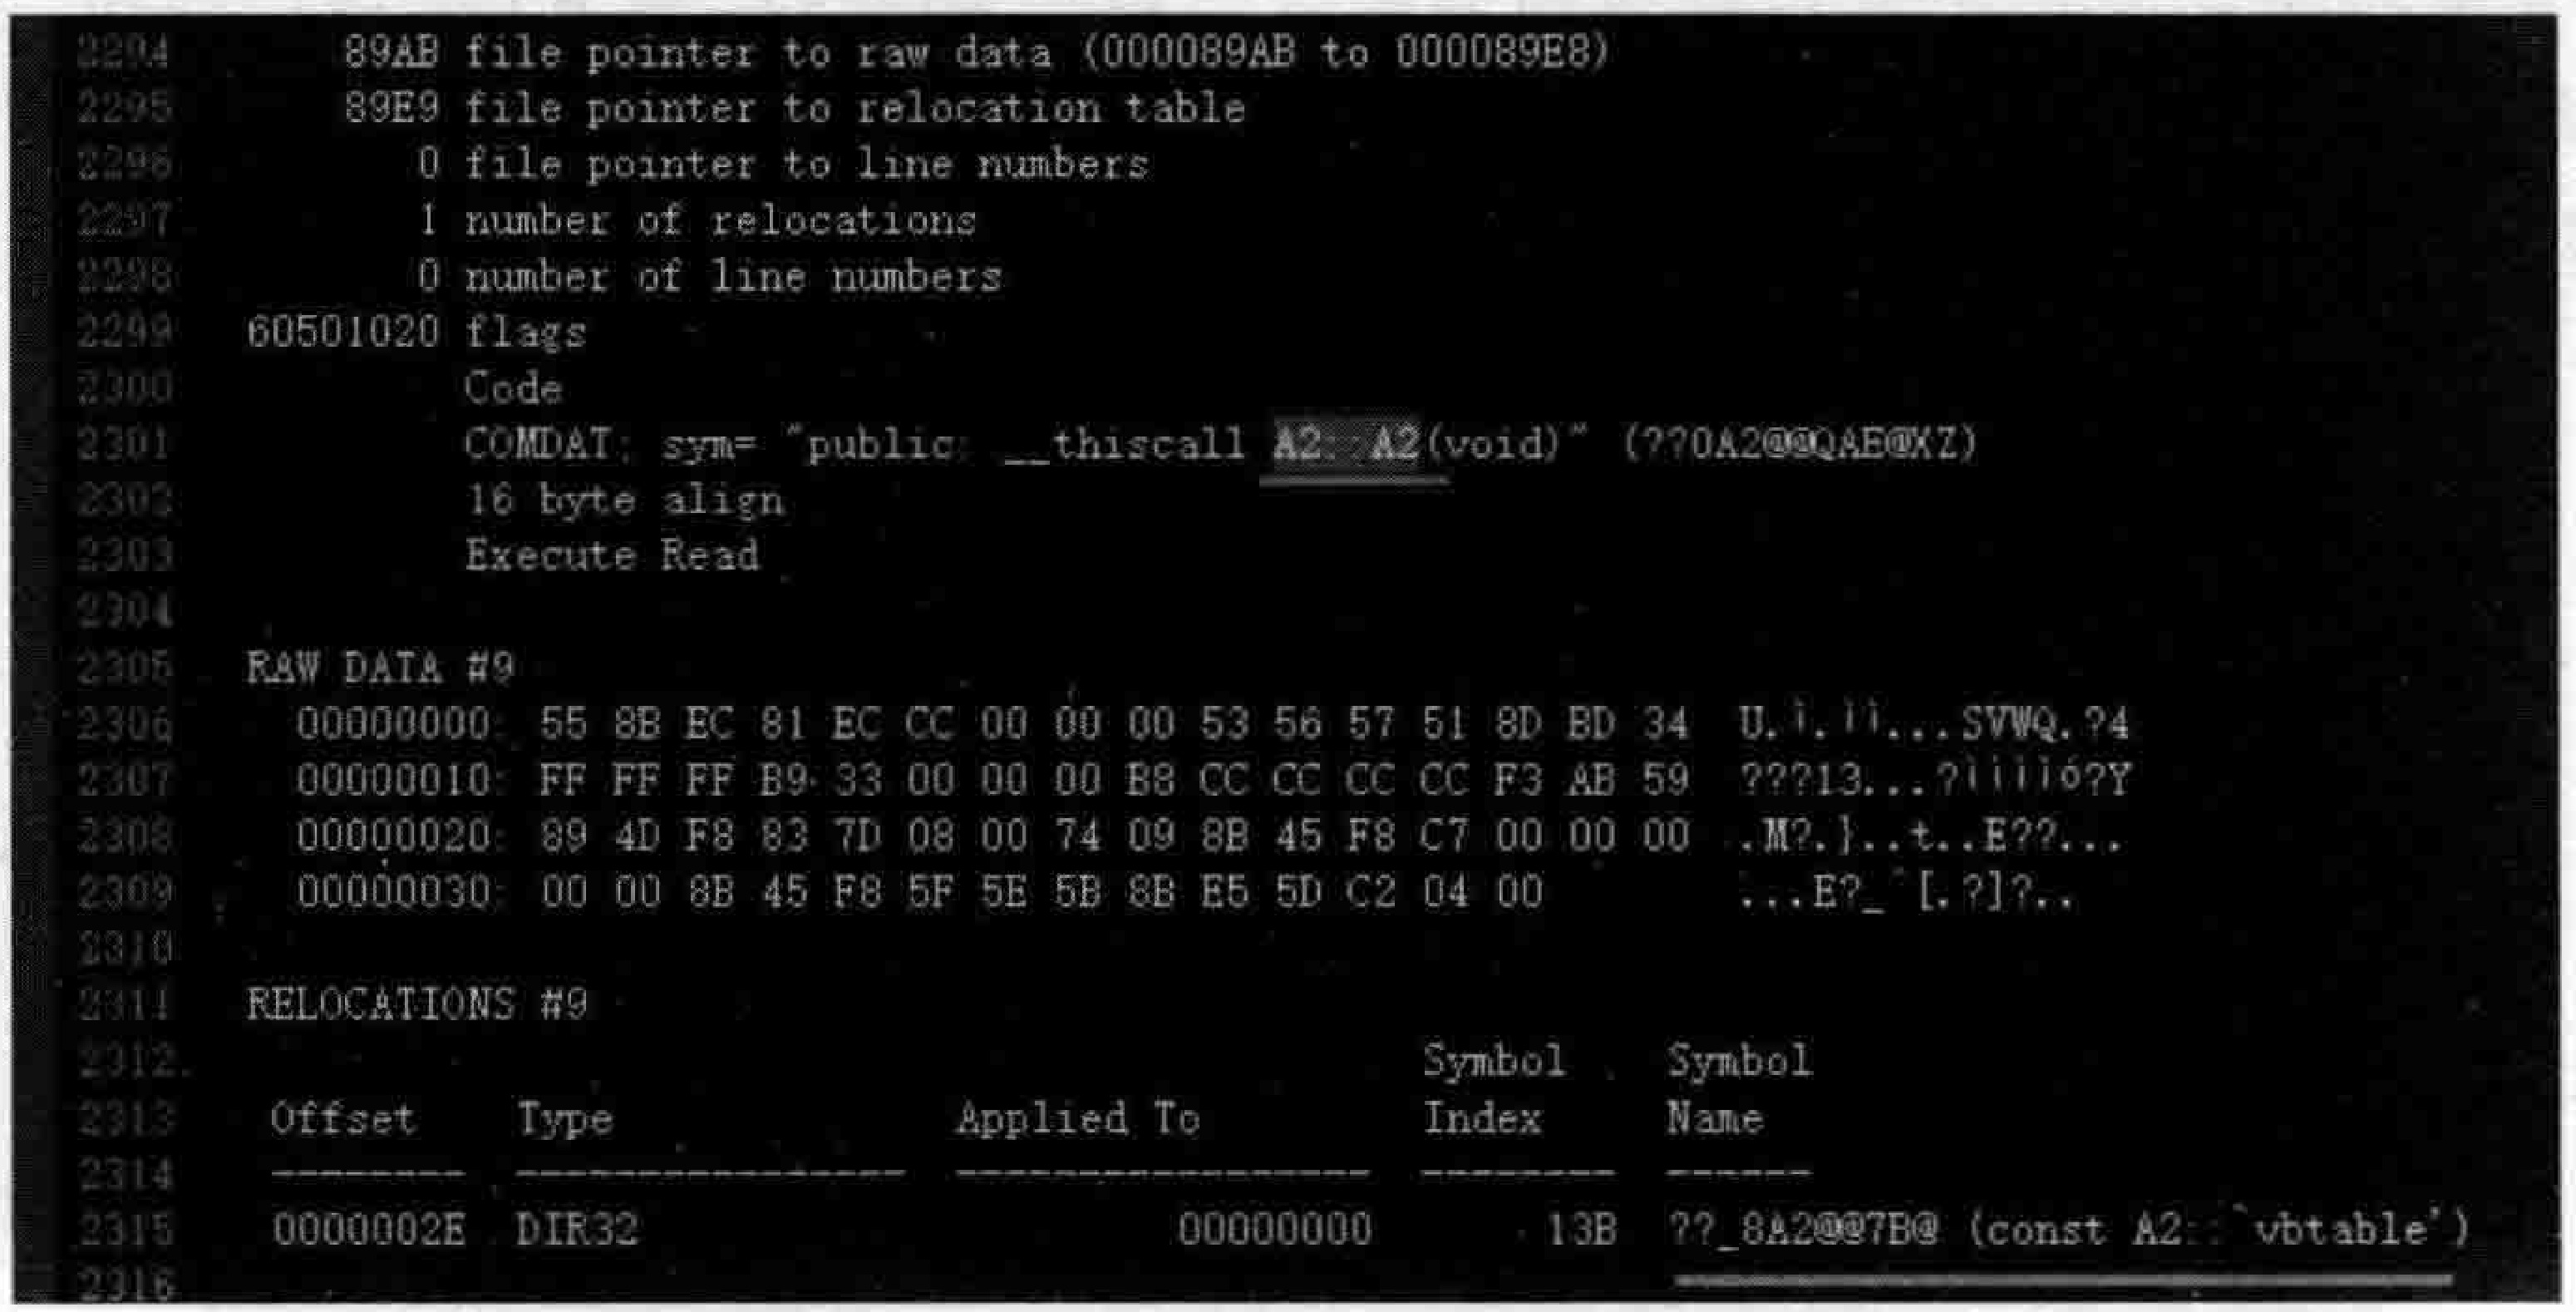 2294 89AB file pointer to raw data (000089AB to 000089E8)
2295 89E9 file pointer to relocation table
2296 0 file pointer to line numbers
2297 1 number of relocations
2298 0 number of line numbers
2299 60501020 flags
2300 Code
2301 COMDAT; sym= "public: __thiscall A2::A2(void)" (??0A2@@QAE@XZ)
2302 16 byte align
2303 Execute Read
2304
2305 RAW DATA #9
2306 00000000: 55 8B EC 81 EC CC 00 00 00 53 56 57 51 8D BD 34 U.ì.ìì...SVWQ.?4
2307 00000010: FF FF FF B9 33 00 00 00 B8 CC CC CC CC F3 AB 59 ???13...?ììììó?Y
2308 00000020: 89 4D F8 83 7D 08 00 74 09 8B 45 F8 C7 00 00 00 .M?.}..t..E??...
2309 00000030: 00 00 8B 45 F8 5F 5E 5B 8B E5 5D C2 04 00 ...E?_^[.?]?..
2310
2311 RELOCATIONS #9
2312 Symbol Symbol
2313 Offset Type Applied To Index Name
2314 -------- ---------------- ----------------- -------- ------
2315 0000002E DIR32 00000000 13B ??_8A2@@7B@ (const A2::`vbtable')
2316